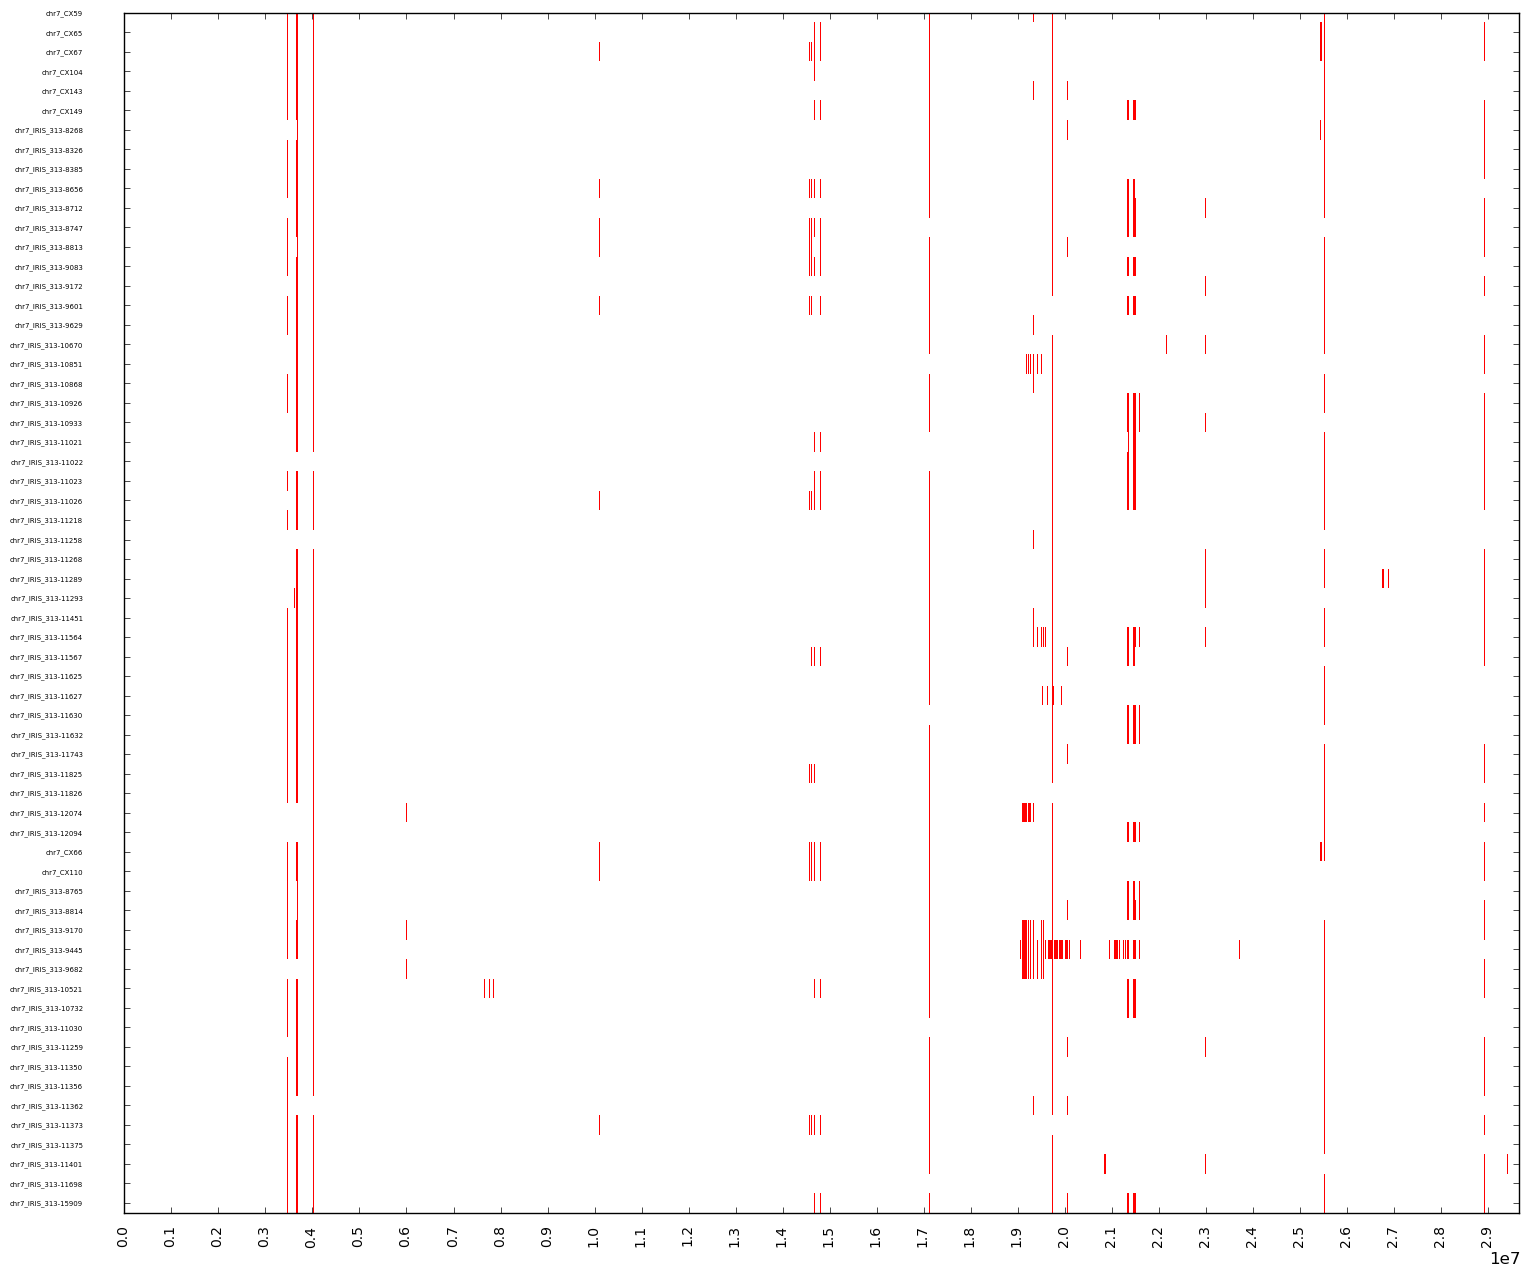 chr7_CX59
chr7_CX65
chr7_CX67
chr7_CX104
chr7_CX143
chr7_CX149
chr7_IRIS_313-8268
chr7_IRIS_313-8326
chr7_IRIS_313-8385
chr7_IRIS_313-8656
chr7_IRIS_313-8712
chr7_IRIS_313-8747
chr7_IRIS_313-8813
chr7_IRIS_313-9083
chr7_IRIS_313-9172
chr7_IRIS_313-9601
chr7_IRIS_313-9629
chr7_IRIS_313-10670
chr7_IRIS_313-10851
chr7_IRIS_313-10868
chr7_IRIS_313-10926
chr7_IRIS_313-10933
chr7_IRIS_313-11021
chr7_IRIS_313-11022
chr7_IRIS_313-11023
chr7_IRIS_313-11026
chr7_IRIS_313-11218
chr7_IRIS_313-11258
chr7_IRIS_313-11268
chr7_IRIS_313-11289
chr7_IRIS_313-11293
chr7_IRIS_313-11451
chr7_IRIS_313-11564
chr7_IRIS_313-11567
chr7_IRIS_313-11625
chr7_IRIS_313-11627
chr7_IRIS_313-11630
chr7_IRIS_313-11632
chr7_IRIS_313-11743
chr7_IRIS_313-11825
chr7_IRIS_313-11826
chr7_IRIS_313-12074
chr7_IRIS_313-12094
chr7_CX66
chr7_CX110
chr7_IRIS_313-8765
chr7_IRIS_313-8814
chr7_IRIS_313-9170
chr7_IRIS_313-9445
chr7_IRIS_313-9682
chr7_IRIS_313-10521
chr7_IRIS_313-10732
chr7_IRIS_313-11030
chr7_IRIS_313-11259
chr7_IRIS_313-11350
chr7_IRIS_313-11356
chr7_IRIS_313-11362
chr7_IRIS_313-11373
chr7_IRIS_313-11375
chr7_IRIS_313-11401
chr7_IRIS_313-11698
chr7_IRIS_313-15909
0.0 0.1 0.2 0.3 0.4 0.5 0.6 0.7 0.8 0.9 1.0 1.1 1.2 1.3 1.4 1.5 1.6 1.7 1.8 1.9 2.0 2.1 2.2 2.3 2.4 2.5 2.6 2.7 2.8 2.9
1e7